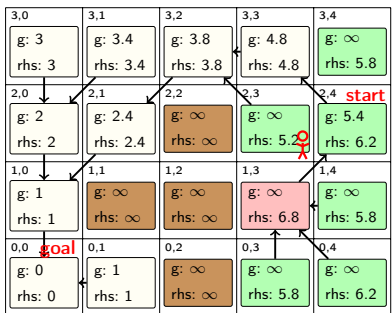 3,0 3,1 3,2 3,3 3,4
g: 3 g: 3.4 g: 3.8 g: 4.8 g: ∞
rhs: 3 rhs: 3.4 rhs: 3.8 rhs: 4.8 rhs: 5.8
2,0 2,1 2,2 2,3 2,4 start
g: 2 g: 2.4 g: ∞ g: ∞ g: 5.4
rhs: 2 rhs: 2.4 rhs: ∞ rhs: 5.2 rhs: 6.2
1,0 1,1 1,2 1,3 1,4
g: 1 g: ∞ g: ∞ g: ∞ g: ∞
rhs: 1 rhs: ∞ rhs: ∞ rhs: 6.8 rhs: 5.8
0,0 goal 0,1 0,2 0,3 0,4
g: 0 g: 1 g: ∞ g: ∞ g: ∞
rhs: 0 rhs: 1 rhs: ∞ rhs: 5.8 rhs: 6.2